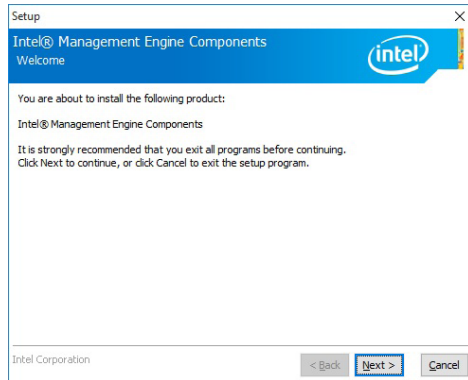 Setup
Intel® Management Engine Components
Welcome
intel
You are about to install the following product:
Intel® Management Engine Components
It is strongly recommended that you exit all programs before continuing.
Click Next to continue, or click Cancel to exit the setup program.
Intel Corporation
< Back
Next >
Cancel